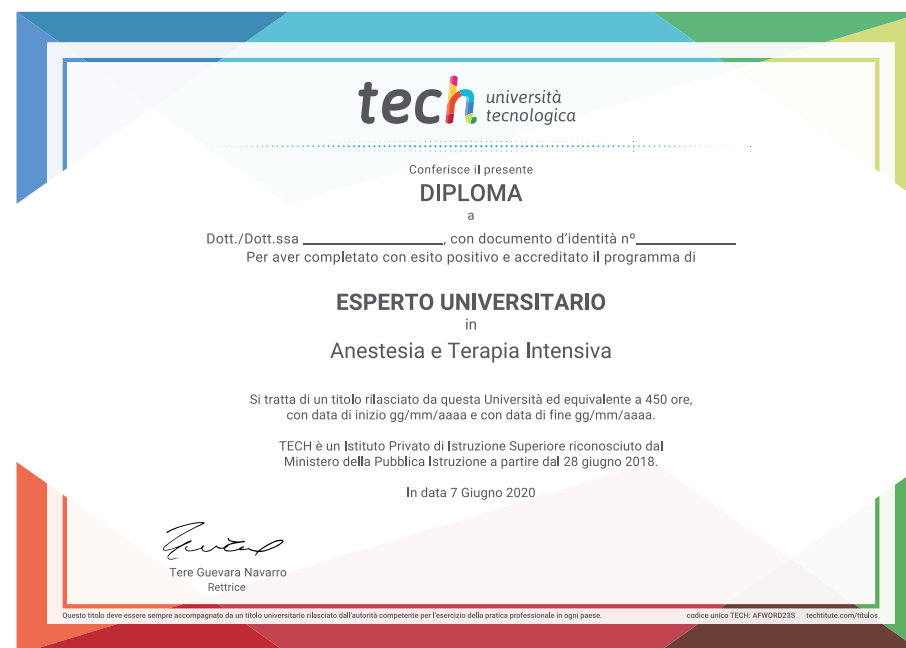 tech università
tecnologica
Conferisce il presente
DIPLOMA
a
Dott./Dott.ssa ____________________, con documento d'identità nº______________
Per aver completato con esito positivo e accreditato il programma di
ESPERTO UNIVERSITARIO
in
Anestesia e Terapia Intensiva
Si tratta di un titolo rilasciato da questa Università ed equivalente a 450 ore,
con data di inizio gg/mm/aaaa e con data di fine gg/mm/aaaa.
TECH è un Istituto Privato di Istruzione Superiore riconosciuto dal
Ministero della Pubblica Istruzione a partire dal 28 giugno 2018.
In data 7 Giugno 2020
Tere Guevara Navarro
Rettrice
Questo titolo deve essere sempre accompagnato da un titolo universitario rilasciato dall'autorità competente per l'esercizio della pratica professionale in ogni paese. codice unico TECH: AFWORD23S techtitute.com/titulos